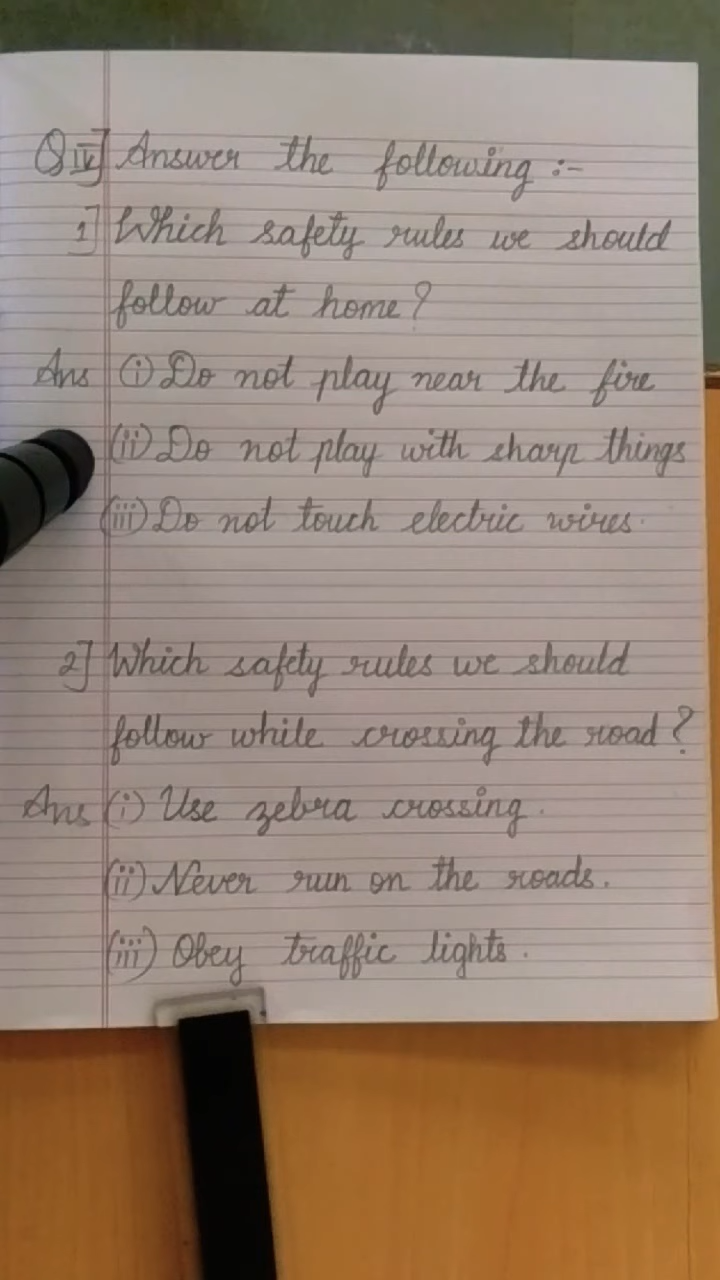 Q IV] Answer the following :-
1] Which safety rules we should
follow at home?
Ans (i) Do not play near the fire
(ii) Do not play with sharp things
(iii) Do not touch electric wires.
2] Which safety rules we should
follow while crossing the road?
Ans (i) Use zebra crossing.
(ii) Never run on the roads.
(iii) Obey traffic lights.